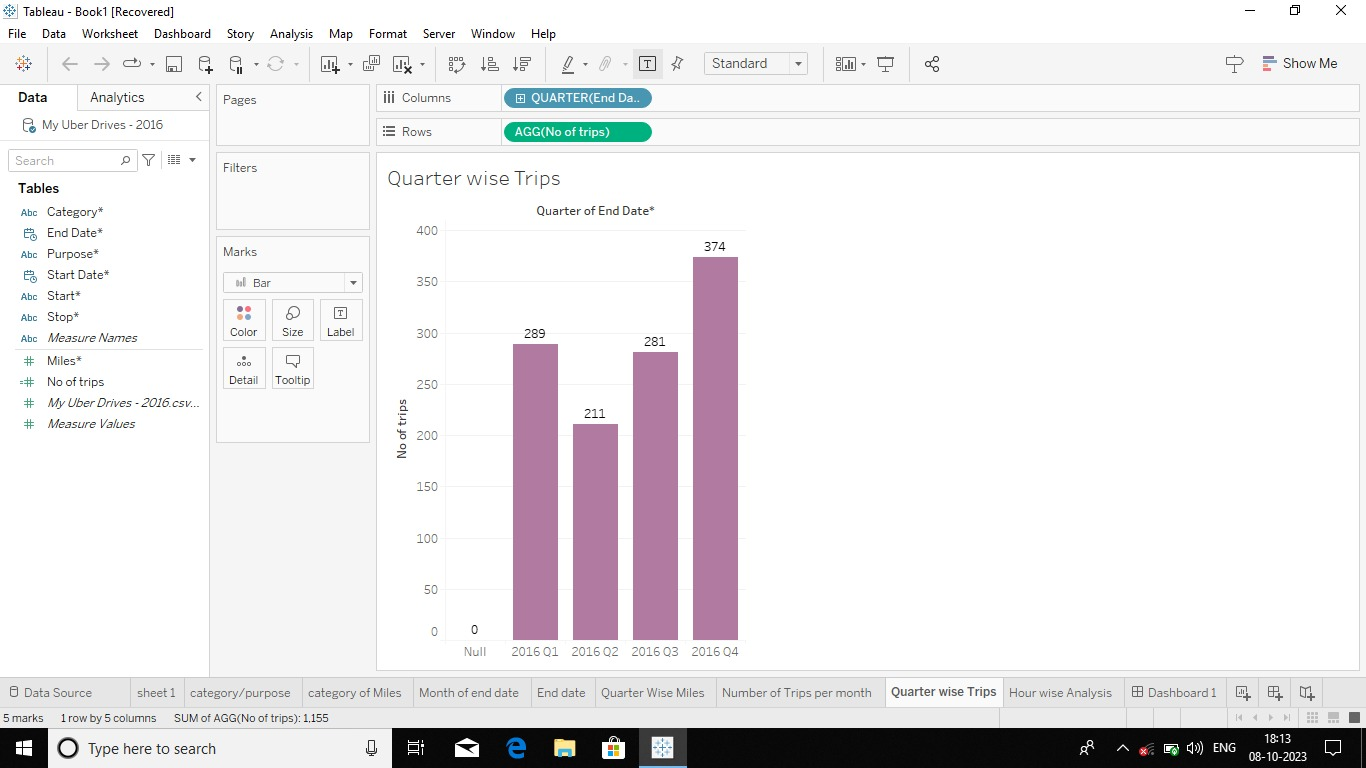 Tableau - Book1 [Recovered]
File Data Worksheet Dashboard Story Analysis Map Format Server Window Help
Standard
Show Me
Data Analytics
My Uber Drives - 2016
Search
Tables
Abc Category*
End Date*
Abc Purpose*
Start Date*
Abc Start*
Abc Stop*
Abc Measure Names
# Miles*
=# No of trips
# My Uber Drives - 2016.csv...
# Measure Values
Pages
Filters
Marks
Bar
Color Size Label
Detail Tooltip
Columns QUARTER(End Da..
Rows AGG(No of trips)
Quarter wise Trips
Quarter of End Date*
No of trips
400
350
300
250
200
150
100
50
0
0 289 211 281 374
Null 2016 Q1 2016 Q2 2016 Q3 2016 Q4
Data Source sheet 1 category/purpose category of Miles Month of end date End date Quarter Wise Miles Number of Trips per month Quarter wise Trips Hour wise Analysis Dashboard 1
5 marks 1 row by 5 columns SUM of AGG(No of trips): 1,155
Type here to search
ENG
18:13
08-10-2023